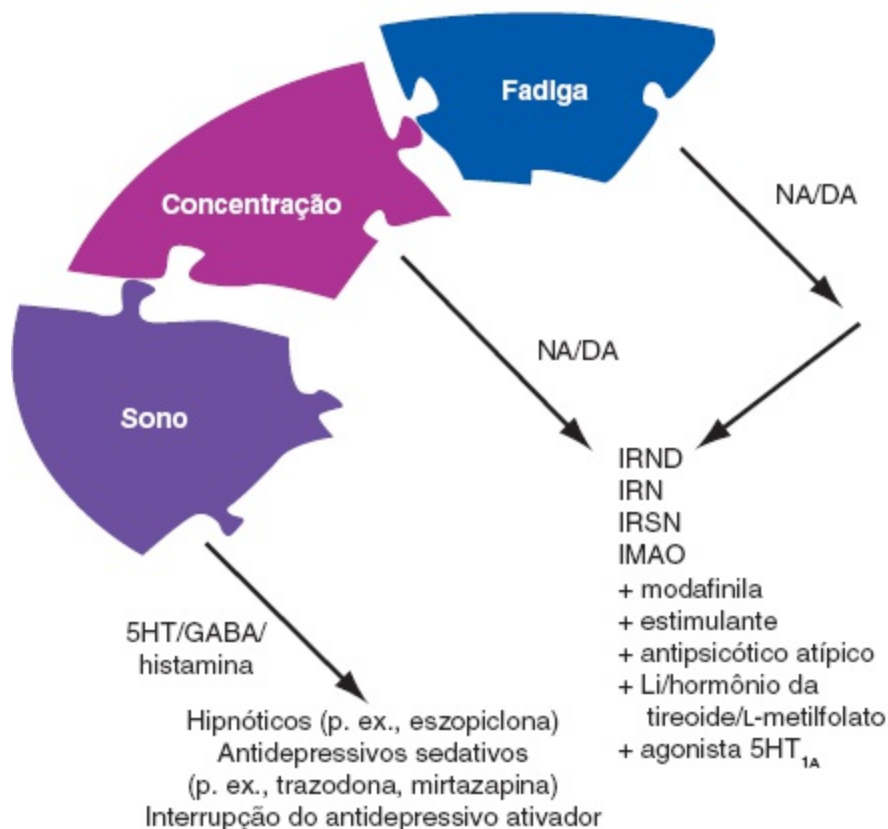 Fadiga
Concentração
Sono
NA/DA
NA/DA
IRND
IRN
IRSN
IMAO
+ modafinila
+ estimulante
+ antipsicótico atípico
+ Li/hormônio da
tireoide/L-metilfolato
+ agonista 5HT1A
5HT/GABA/
histamina
Hipnóticos (p. ex., eszopiclona)
Antidepressivos sedativos
(p. ex., trazodona, mirtazapina)
Interrupção do antidepressivo ativador